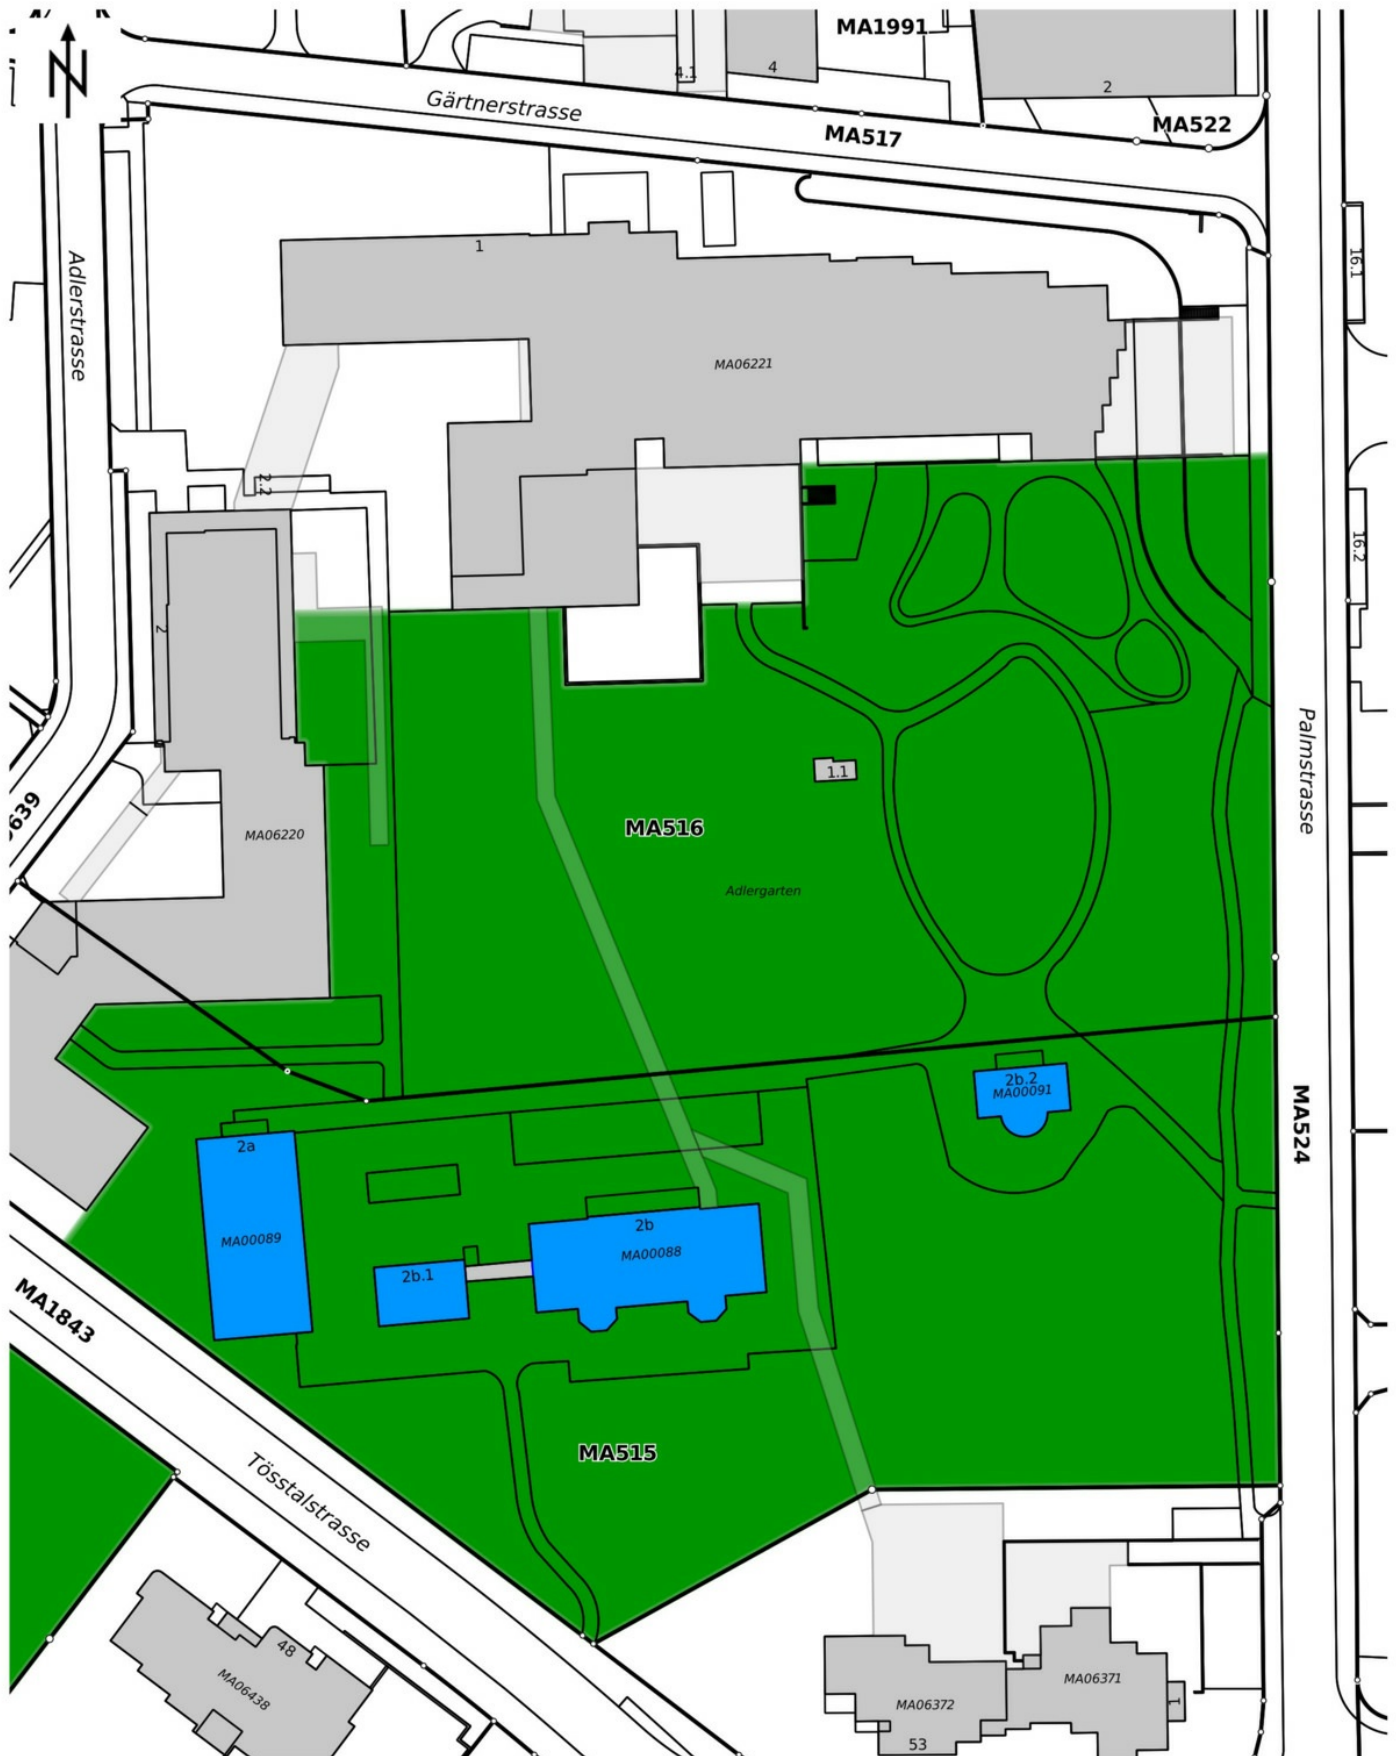 N
MA1991
4.1
4
2
Gärtnerstrasse
MA517
MA522
Adlerstrasse
1
16.1
MA06221
2.2
16.2
2
Palmstrasse
1.1
MA516
639
MA06220
Adlergarten
2b.2
MA00091
MA524
2a
2b
MA00089
MA00088
2b.1
MA1843
MA515
Tösstalstrasse
48
MA06438
MA06371
MA06372
1
53